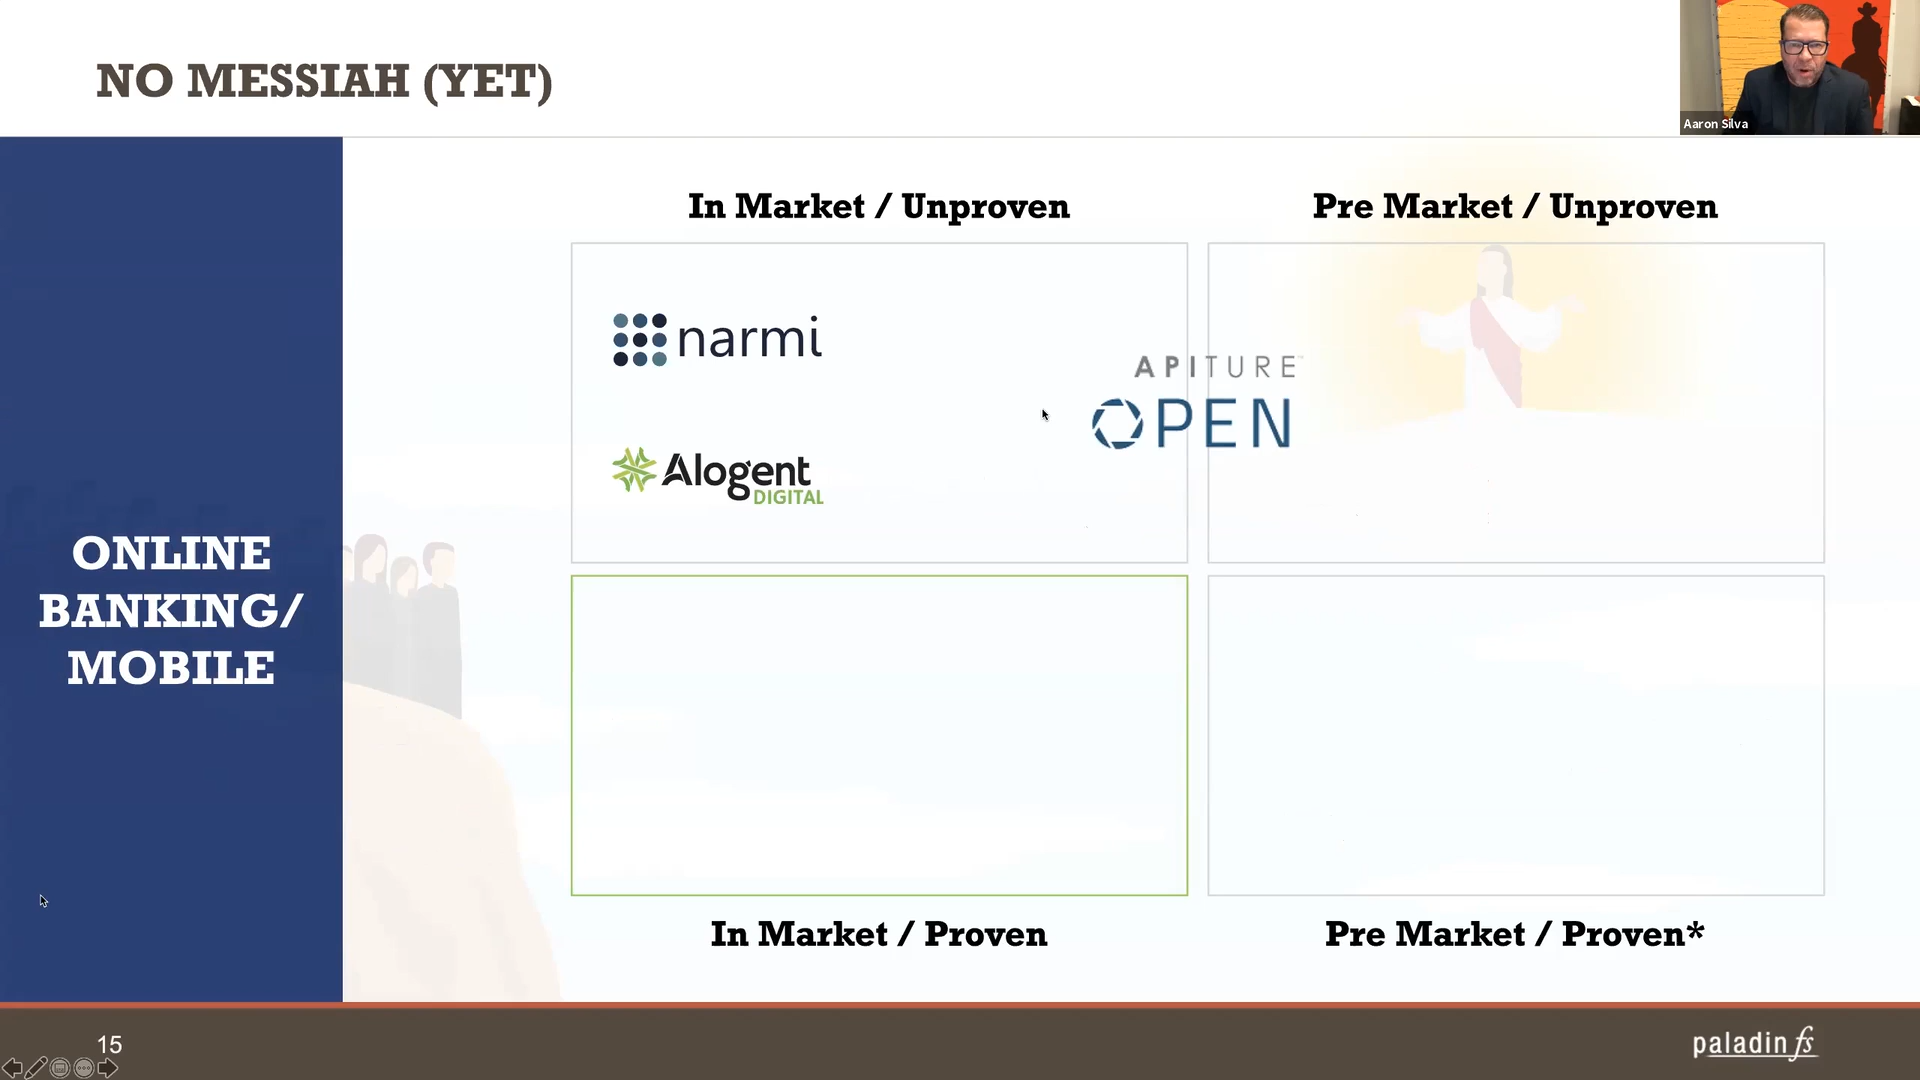 NO MESSIAH (YET)
Aaron Silva
In Market / Unproven
Pre Market / Unproven
narmi
APITURE™
OPEN
Alogent
DIGITAL
ONLINE
BANKING/
MOBILE
In Market / Proven
Pre Market / Proven*
15
paladin fs